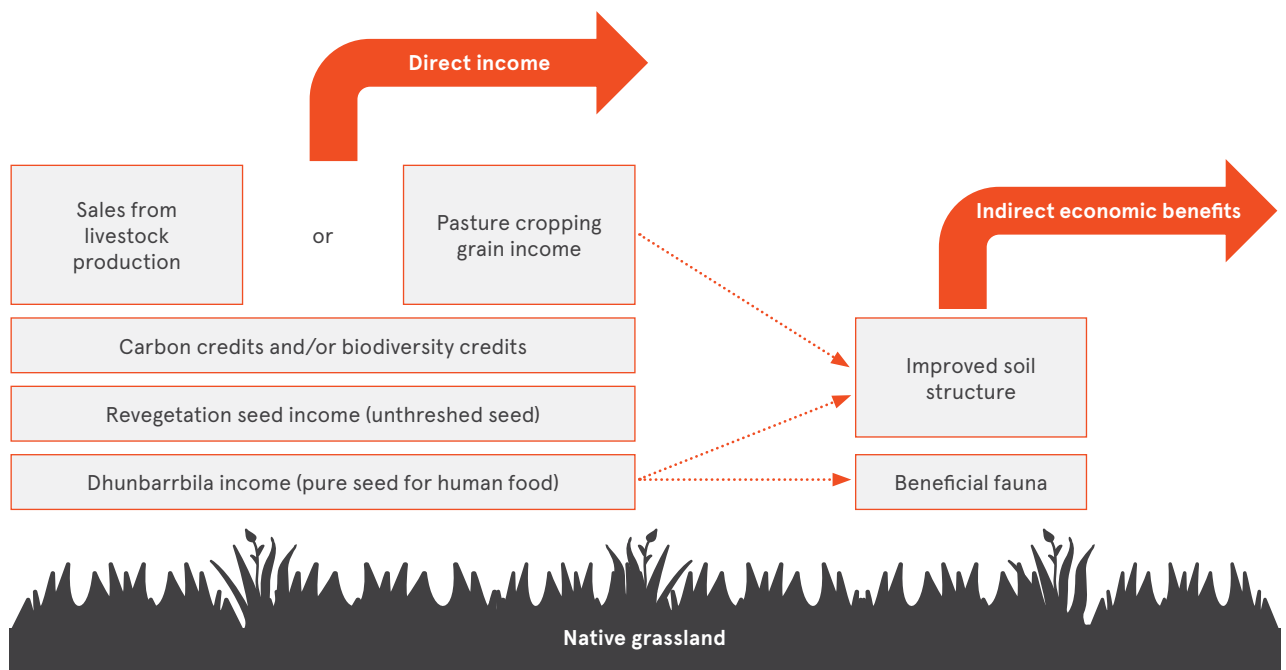 Direct income
Sales from
livestock
production
or
Pasture cropping
grain income
Indirect economic benefits
Carbon credits and/or biodiversity credits
Improved soil
structure
Revegetation seed income (unthreshed seed)
Dhunbarrbila income (pure seed for human food)
Beneficial fauna
Native grassland